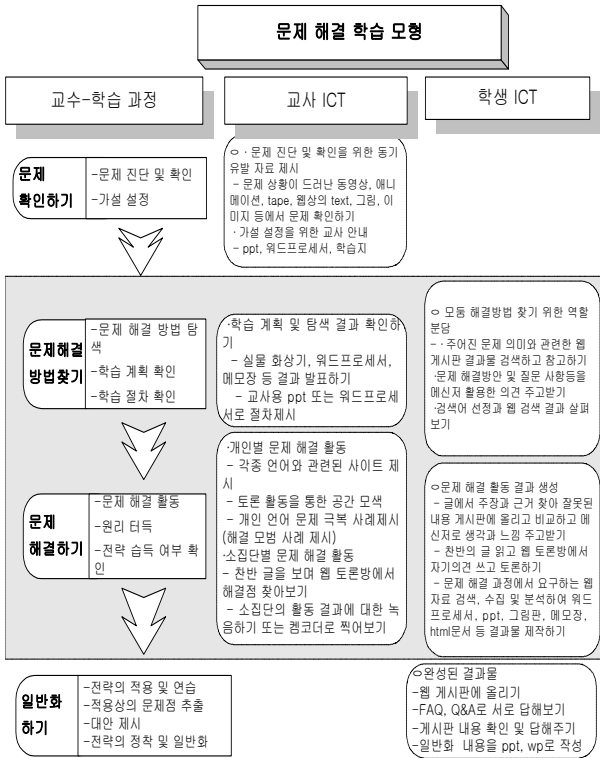 문제 해결 학습 모형
교수-학습 과정
교사 ICT
학생 ICT
문제
확인하기
-문제 진단 및 확인
-가설 설정
ㅇ · 문제 진단 및 확인을 위한 동기
유발 자료 제시
- 문제 상황이 드러난 동영상, 애니
메이션, tape, 웹상의 text, 그림, 이
미지 등에서 문제 확인하기
· 가설 설정을 위한 교사 안내
- ppt, 워드프로세서, 학습지
문제해결
방법찾기
-문제 해결 방법 탐
색
-학습 계획 확인
-학습 절차 확인
·학습 계획 및 탐색 결과 확인하
기
- 실물 화상기, 워드프로세서,
메모장 등 결과 발표하기
- 교사용 ppt 또는 워드프로세
서로 절차제시
ㅇ 모둠 해결방법 찾기 위한 역할
분담
- · 주어진 문제 의미와 관련한 웹
게시판 결과물 검색하고 참고하기
·문제 해결방안 및 질문 사항등을
메신저 활용한 의견 주고받기
·검색어 선정과 웹 검색 결과 살펴
보기
문제
해결하기
-문제 해결 활동
-원리 터득
-전략 습득 여부 확
인
·개인별 문제 해결 활동
- 각종 언어와 관련된 사이트 제
시
- 토론 활동을 통한 공간 모색
- 개인 언어 문제 극복 사례제시
(해결 모범 사례 제시)
·소집단별 문제 해결 활동
- 찬반 글을 보며 웹 토론방에서
해결점 찾아보기
- 소집단의 활동 결과에 대한 녹
음하기 또는 켐코더로 찍어보기
ㅇ문제 해결 활동 결과 생성
- 글에서 주장과 근거 찾아 잘못된
내용 게시판에 올리고 비교하고 메
신저로 생각과 느낌 주고받기
- 찬반의 글 읽고 웹 토론방에서
자기의견 쓰고 토론하기
- 문제 해결 과정에서 요구하는 웹
자료 검색, 수집 및 분석하여 워드
프로세서, ppt, 그림판, 메모장,
html문서 등 결과물 제작하기
일반화
하기
-전략의 적용 및 연습
-적용상의 문제점 추출
-대안 제시
-전략의 정착 및 일반화
ㅇ완성된 결과물
-웹 게시판에 올리기
-FAQ, Q&A로 서로 답해보기
-게시판 내용 확인 및 답해주기
-일반화 내용을 ppt, wp로 작성